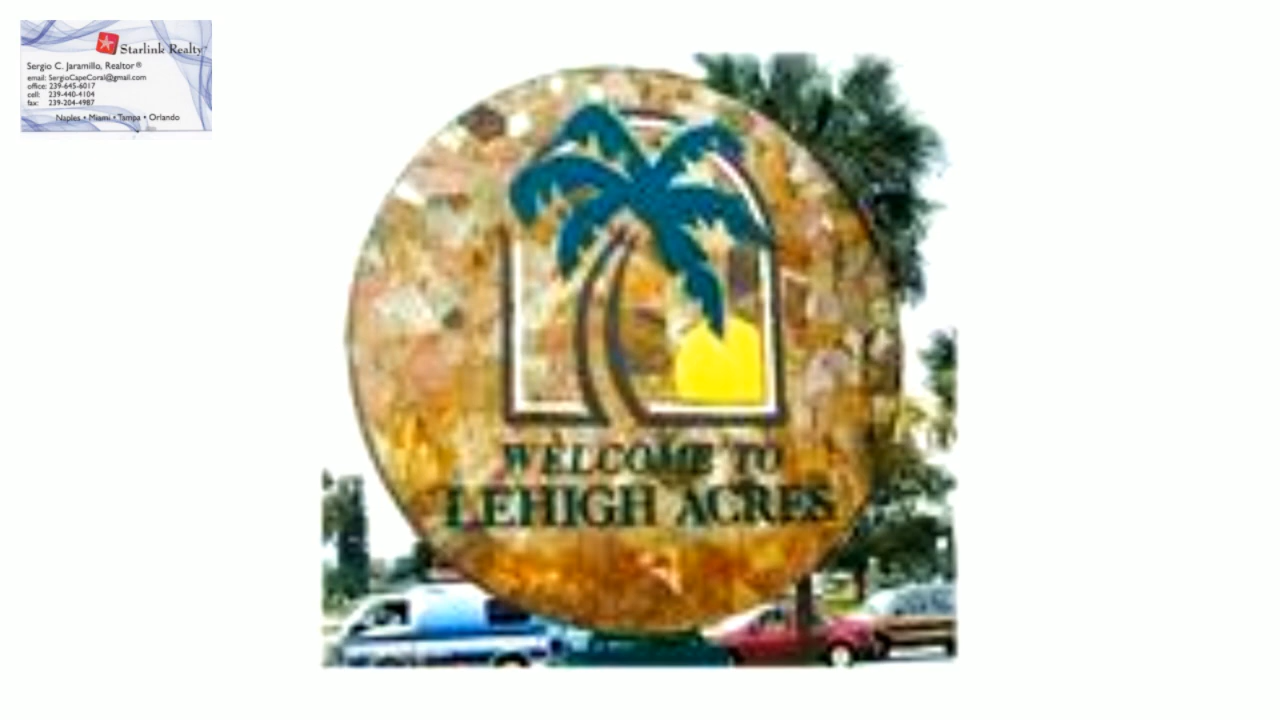 Starlink Realty
Sergio C. Jaramillo, Realtor®
email: SergioCapeCoral@gmail.com
office: 239-645-6017
cell: 239-440-4104
fax: 239-204-4987
Naples • Miami • Tampa • Orlando
WELCOME TO
LEHIGH ACRES